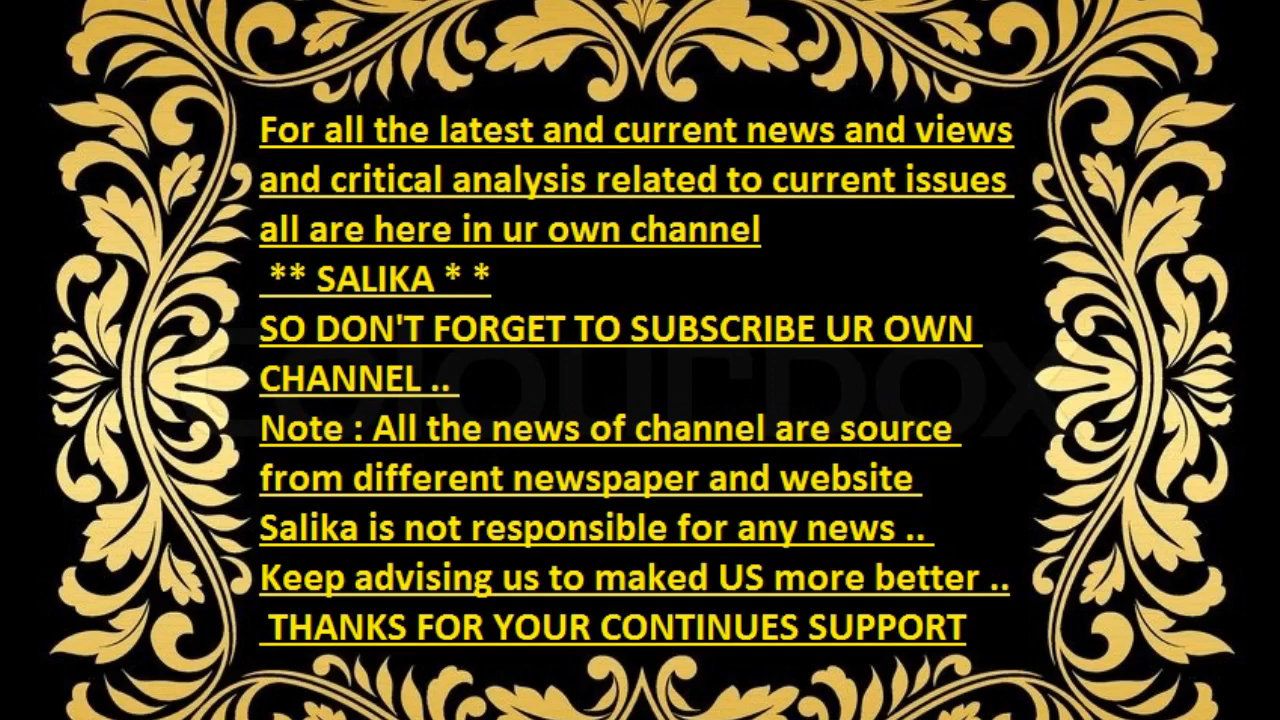 For all the latest and current news and views
and critical analysis related to current issues
all are here in ur own channel
** SALIKA * *
SO DON'T FORGET TO SUBSCRIBE UR OWN
CHANNEL ..
Note : All the news of channel are source
from different newspaper and website
Salika is not responsible for any news ..
Keep advising us to maked US more better ..
THANKS FOR YOUR CONTINUES SUPPORT
colourbox